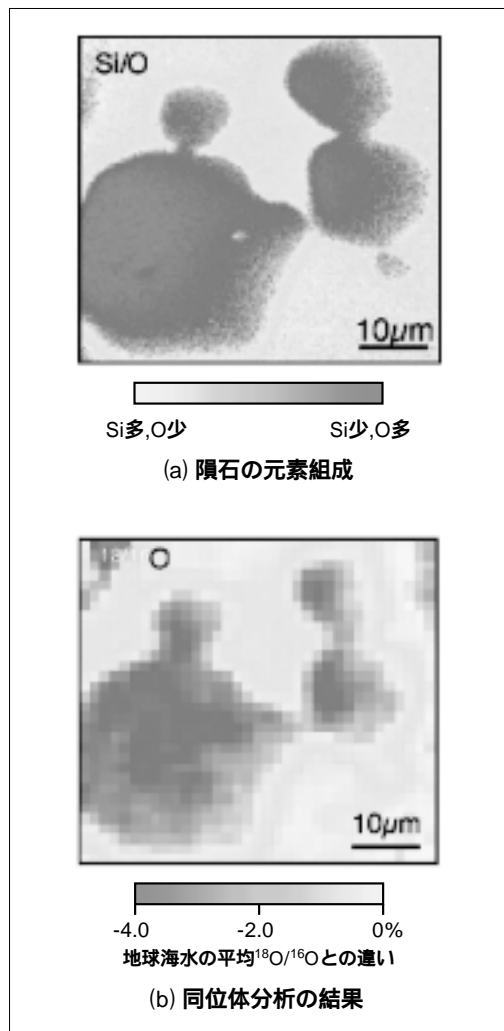 Si/O
10μm
Si多,O少 Si少,O多
(a) 隕石の元素組成
18/16O
10μm
-4.0 -2.0 0%
地球海水の平均¹⁸O/¹⁶Oとの違い
(b) 同位体分析の結果